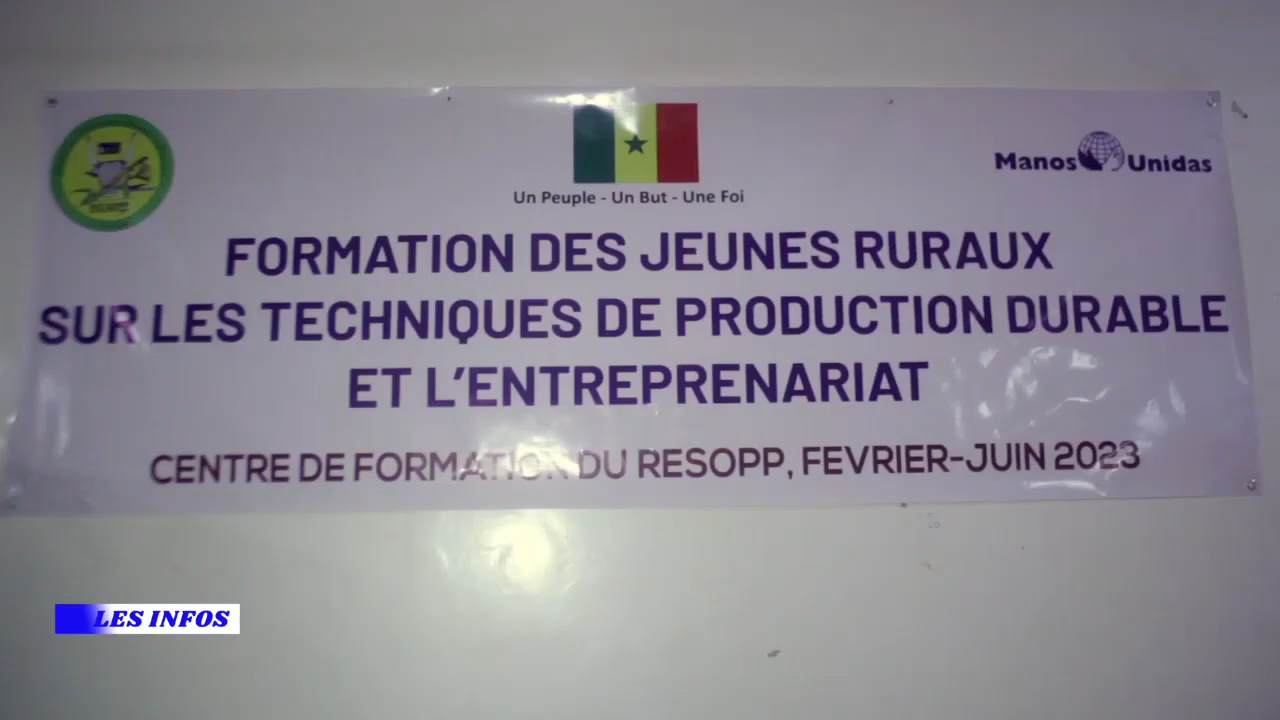 Un Peuple - Un But - Une Foi
Manos Unidas
FORMATION DES JEUNES RURAUX
SUR LES TECHNIQUES DE PRODUCTION DURABLE
ET L'ENTREPRENARIAT
CENTRE DE FORMATION DU RESOPP, FEVRIER-JUIN 2023
LES INFOS